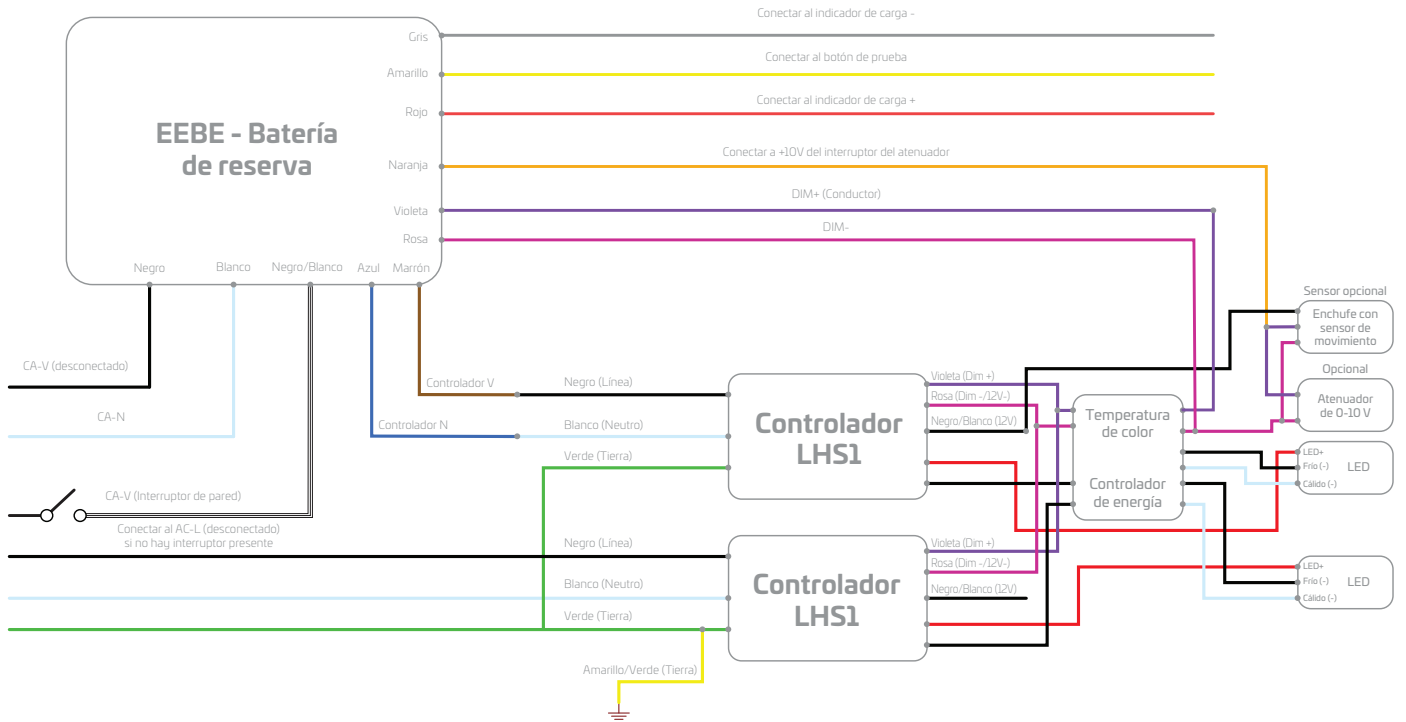 Conectar al indicador de carga -
Gris
Conectar al botón de prueba
Amarillo
Conectar al indicador de carga +
Rojo
EEBE - Batería
de reserva
Conectar a +10V del interruptor del atenuador
Naranja
DIM+ (Conductor)
Violeta
DIM-
Rosa
Negro
Blanco
Negro/Blanco
Azul
Marrón
Sensor opcional
Enchufe con
sensor de
movimiento
CA-V (desconectado)
Controlador V
Negro (Línea)
Violeta (Dim +)
Rosa (Dim -/12V-)
Negro/Blanco (12V)
Opcional
Atenuador
de 0-10 V
CA-N
Controlador N
Blanco (Neutro)
Verde (Tierra)
Controlador
LHS1
Temperatura
de color
Controlador
de energía
LED+
Frío (-)
Cálido (-)
LED
CA-V (Interruptor de pared)
Conectar al AC-L (desconectado)
si no hay interruptor presente
Negro (Línea)
Violeta (Dim +)
Rosa (Dim -/12V-)
Negro/Blanco (12V)
Blanco (Neutro)
Verde (Tierra)
Controlador
LHS1
LED+
Frío (-)
Cálido (-)
LED
Amarillo/Verde (Tierra)